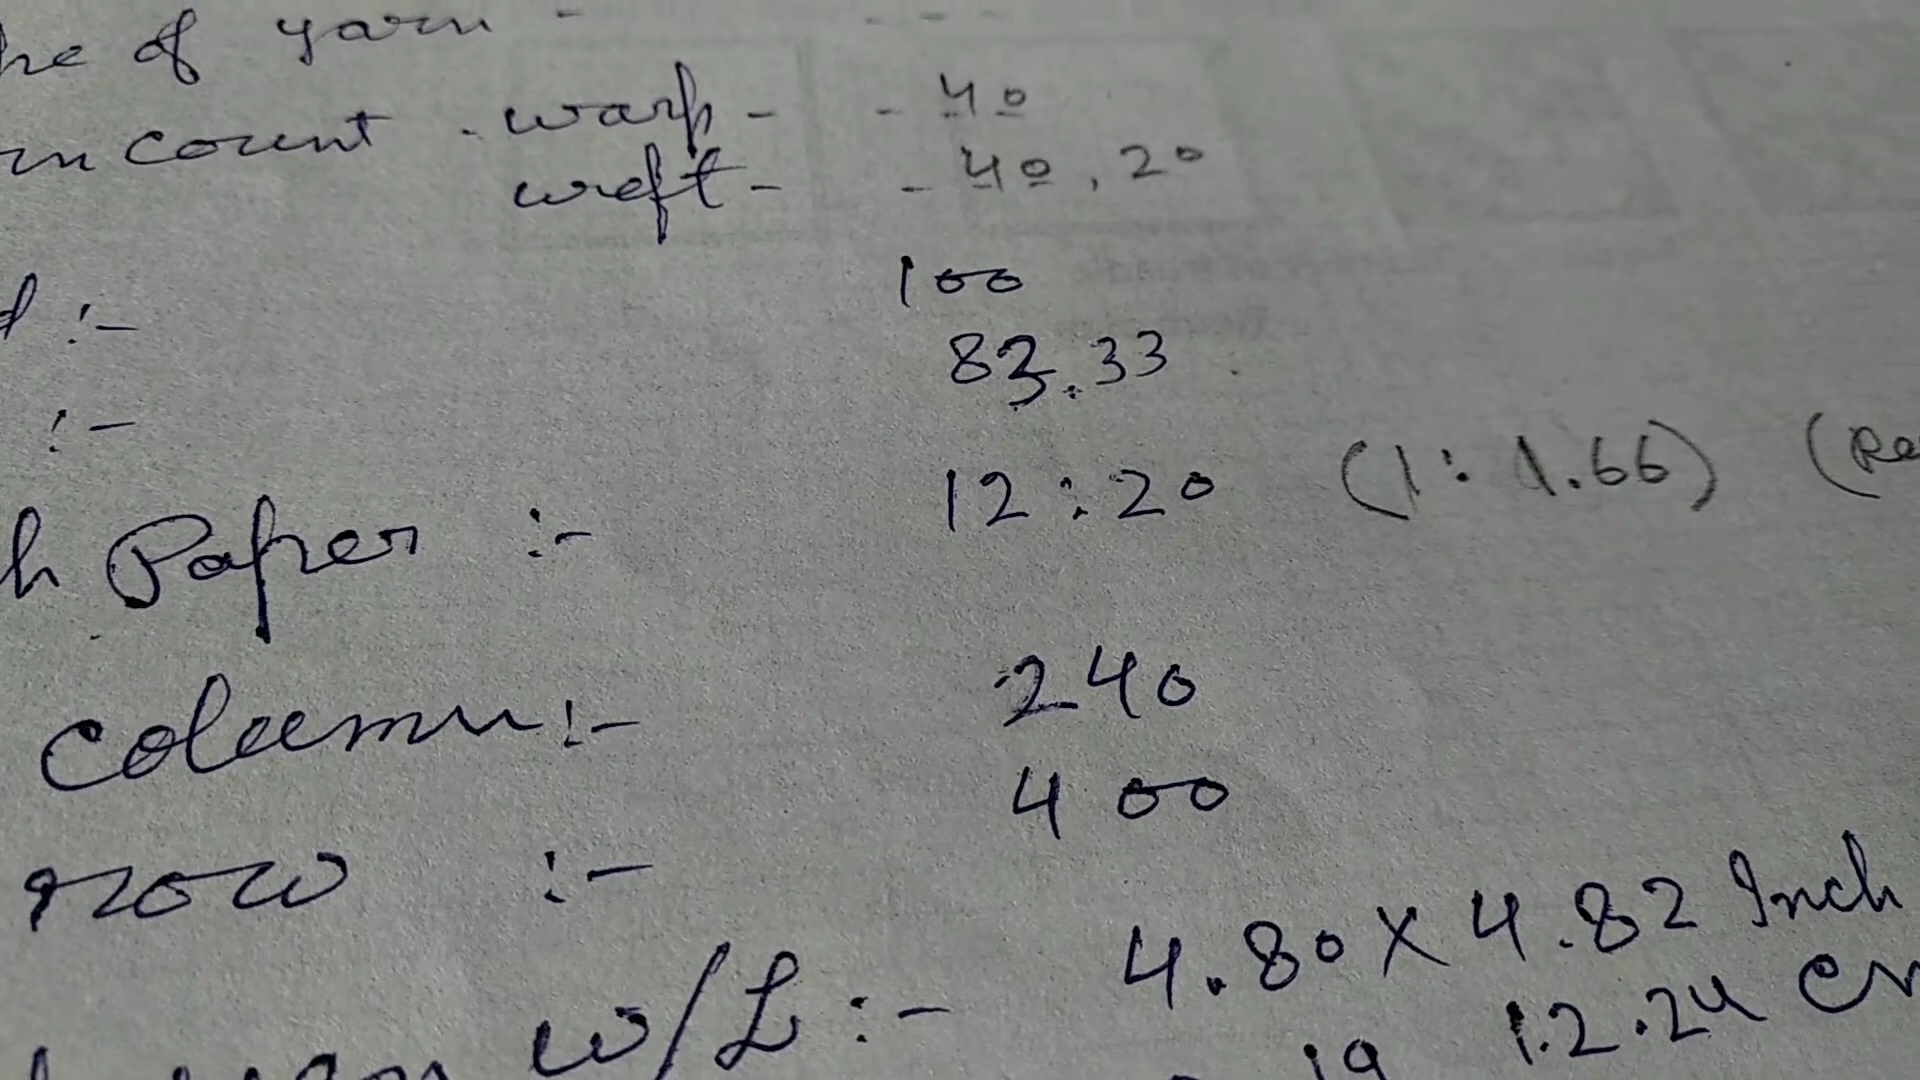 of yarn - - - -
count - warp - - 40
weft - - 40, 20
:- 100
:- 83.33
Paper :- 12:20 (1:1.66)
column :- 240
row :- 400
w/L :- 4.80 X 4.82 Inch
12.24